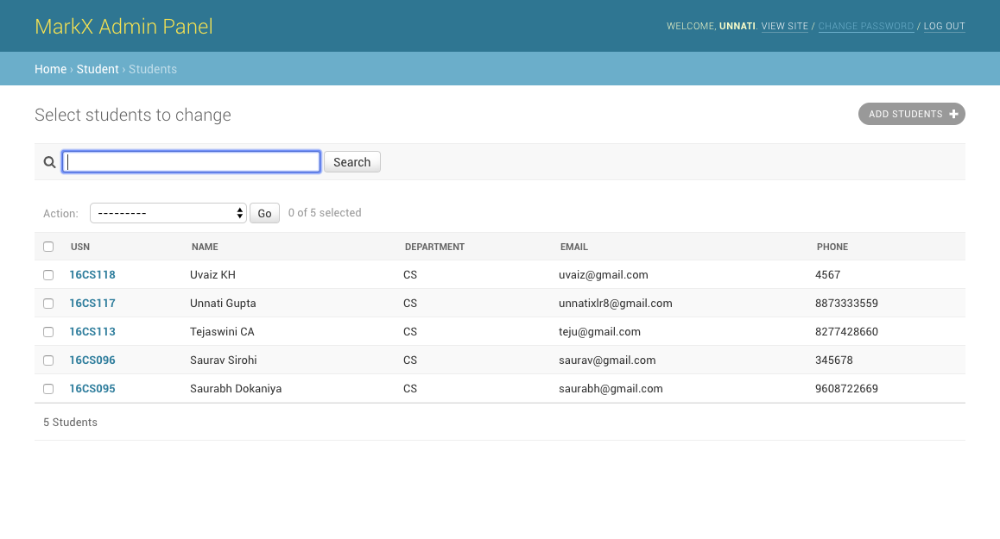 MarkX Admin Panel
WELCOME, UNNATI. VIEW SITE / CHANGE PASSWORD / LOG OUT
Home › Student › Students
Select students to change
ADD STUDENTS +
Search
Action: --------- Go 0 of 5 selected
USN NAME DEPARTMENT EMAIL PHONE
16CS118 Uvaiz KH CS uvaiz@gmail.com 4567
16CS117 Unnati Gupta CS unnatixlr8@gmail.com 8873333559
16CS113 Tejaswini CA CS teju@gmail.com 8277428660
16CS096 Saurav Sirohi CS saurav@gmail.com 345678
16CS095 Saurabh Dokaniya CS saurabh@gmail.com 9608722669
5 Students